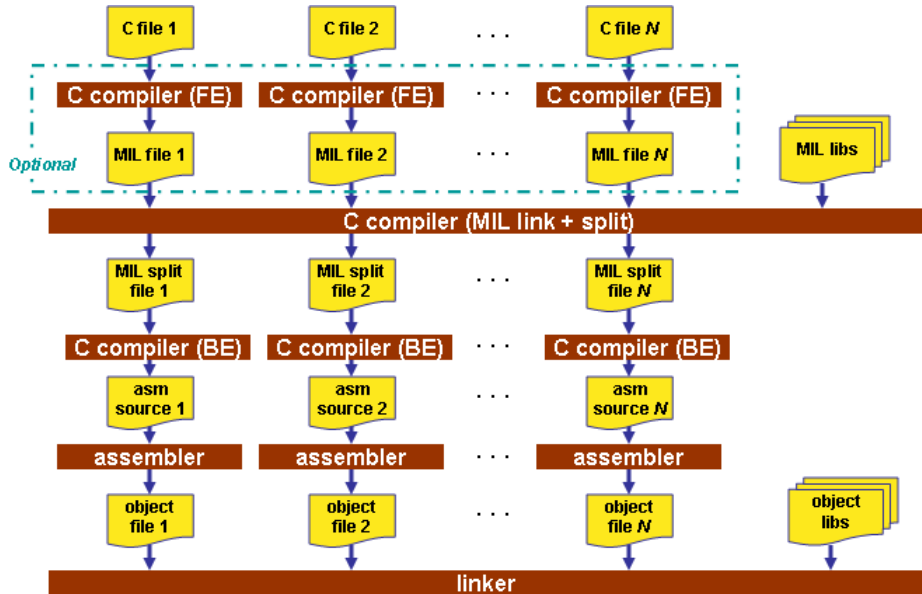 C file 1
C file 2
. . .
C file N
C compiler (FE)
C compiler (FE)
. . .
C compiler (FE)
Optional
MIL file 1
MIL file 2
. . .
MIL file N
MIL libs
C compiler (MIL link + split)
MIL split
file 1
MIL split
file 2
. . .
MIL split
file N
C compiler (BE)
C compiler (BE)
. . .
C compiler (BE)
asm
source 1
asm
source 2
. . .
asm
source N
assembler
assembler
. . .
assembler
object
file 1
object
file 2
. . .
object
file N
object
libs
linker